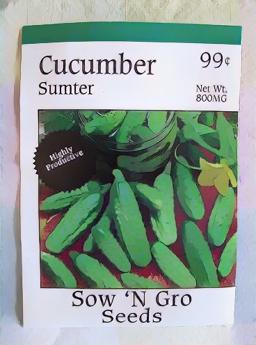 Cucumber
Sumter
99¢
Net Wt.
800MG
Highly
Productive
Sow 'N Gro
Seeds